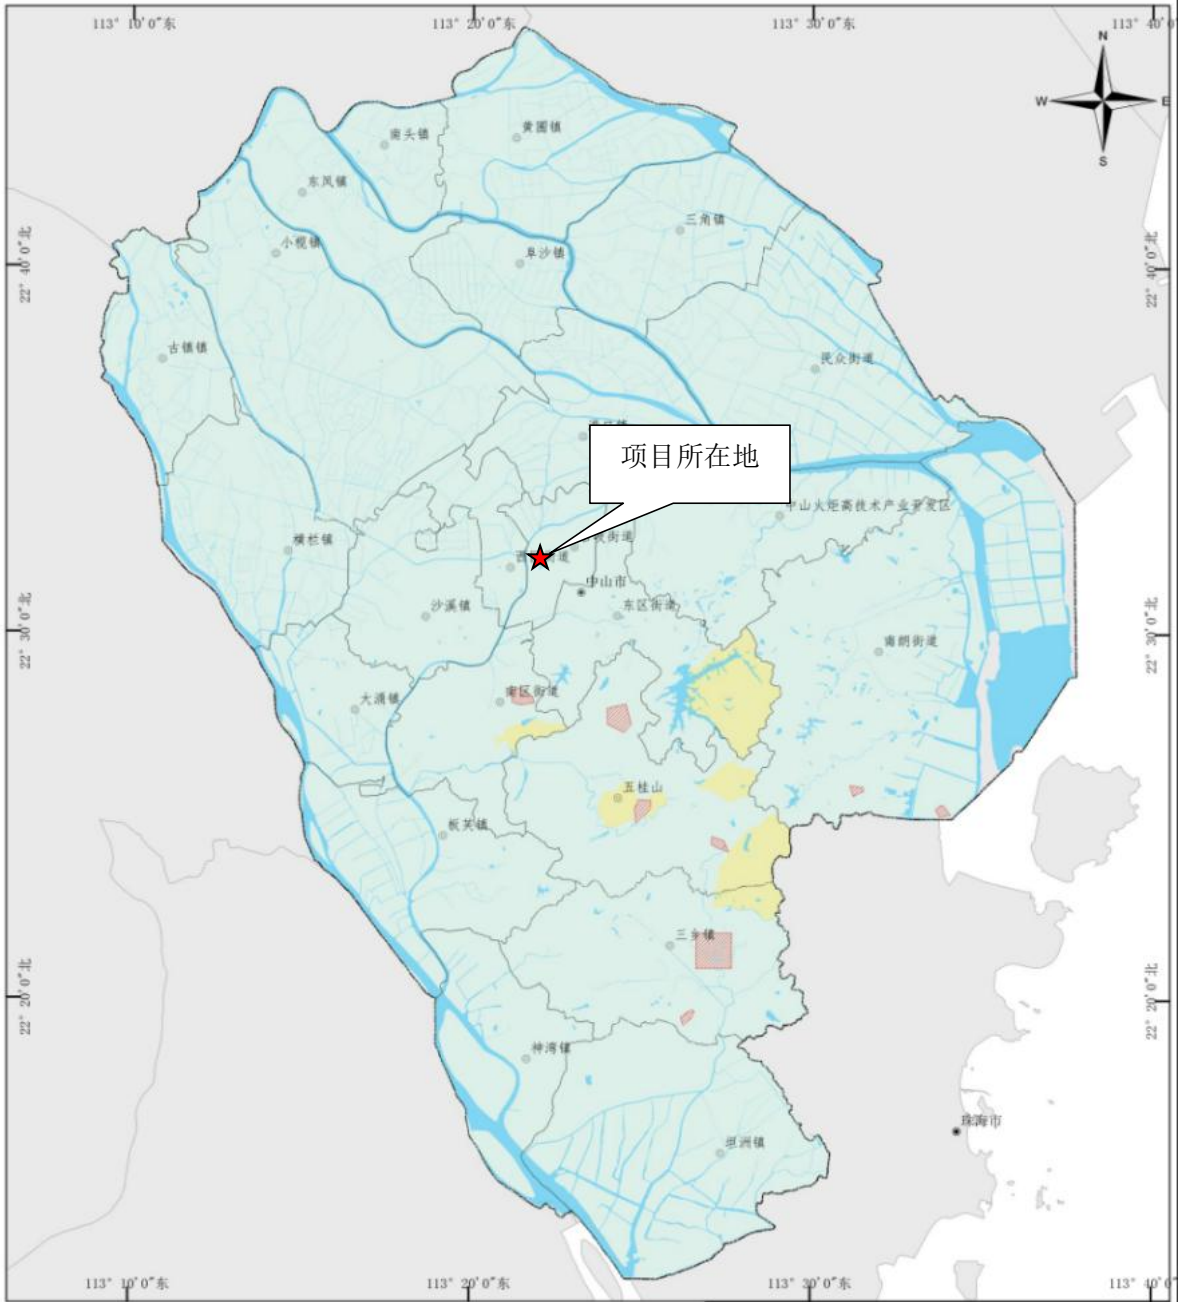 113° 10′ 0″东
113° 20′ 0″东
113° 30′ 0″东
113° 40′ 0″
N
W
E
S
南头镇
黄圃镇
东凤镇
三角镇
小榄镇
阜沙镇
22° 40′ 0″北
22° 40′ 0″北
古镇镇
民众街道
项目所在地
中山火炬高技术产业开发区
横栏镇
街道
西
街道
中山市
沙溪镇
东区街道
22° 30′ 0″北
22° 30′ 0″北
南朗街道
大涌镇
南区街道
五桂山
板芙镇
三乡镇
22° 20′ 0″北
22° 20′ 0″北
神湾镇
珠海市
坦洲镇
113° 10′ 0″东
113° 20′ 0″东
113° 30′ 0″东
113° 40′ 0″